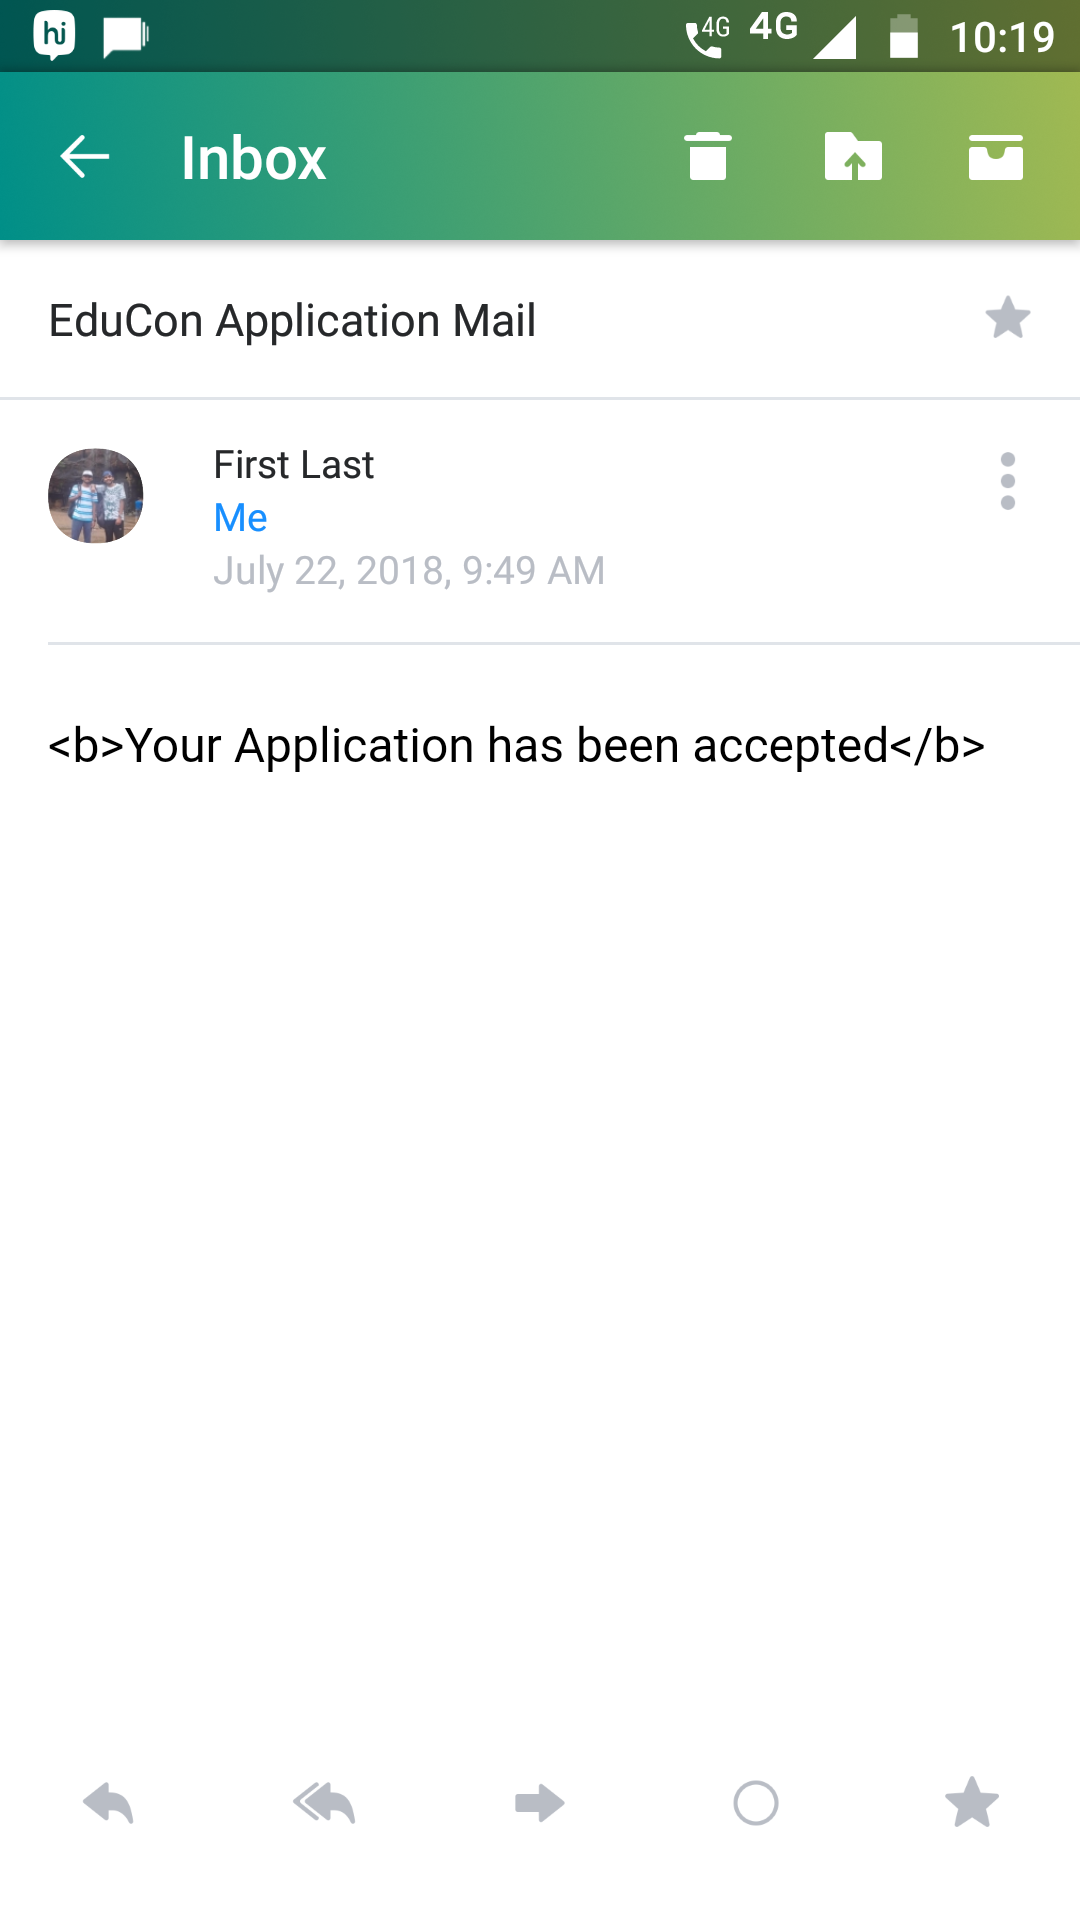 hi 4G 4G 10:19
Inbox
EduCon Application Mail
First Last
Me
July 22, 2018, 9:49 AM
<b>Your Application has been accepted</b>